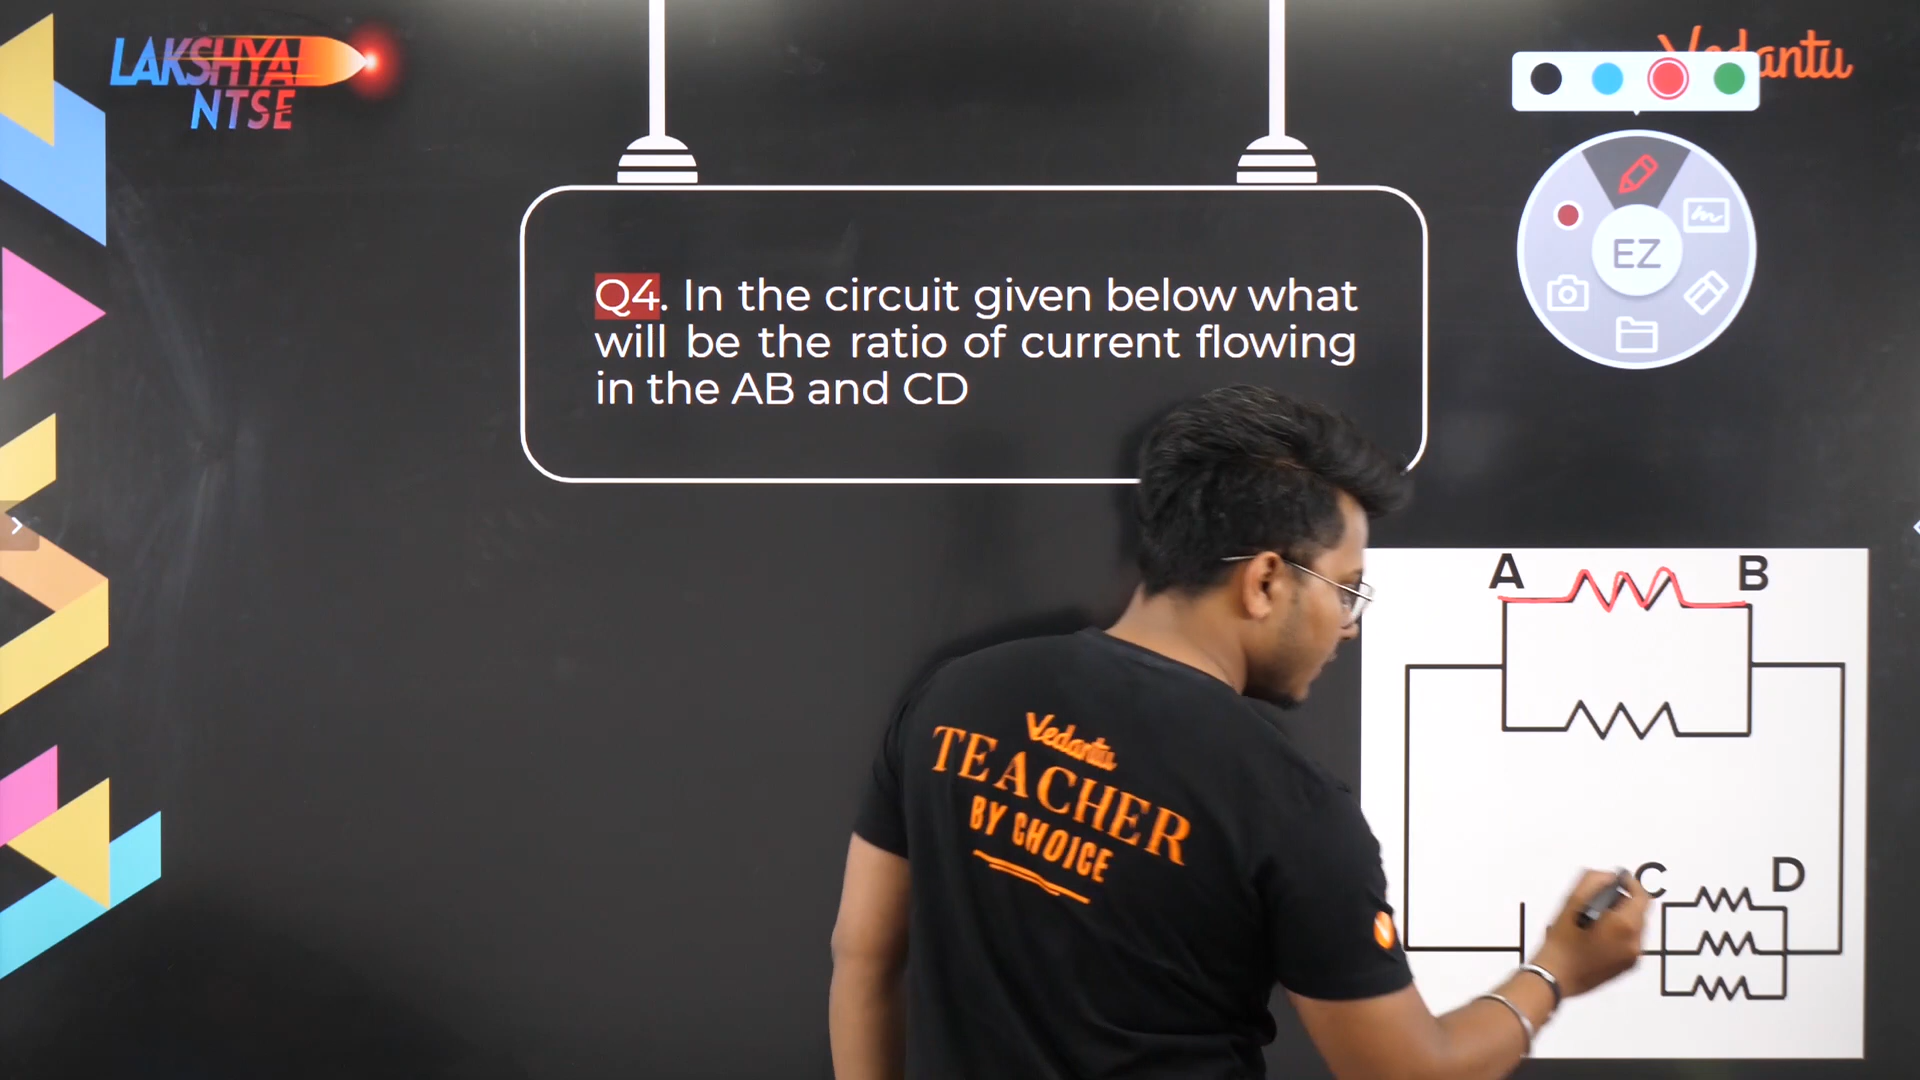 LAKSHYA
NTSE
Vedantu
EZ
Q4. In the circuit given below what
will be the ratio of current flowing
in the AB and CD
A
B
Vedantu
TEACHER
BY CHOICE
C
D